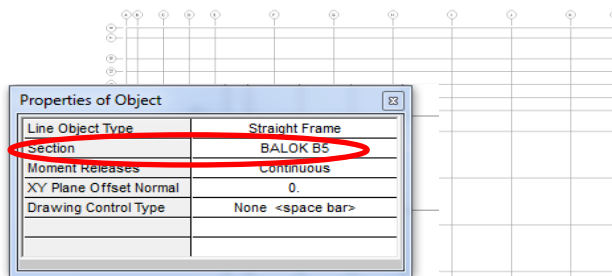 Properties of Object
Line Object Type Straight Frame
Section BALOK B5
Moment Releases Continuous
XY Plane Offset Normal 0.
Drawing Control Type None <space bar>